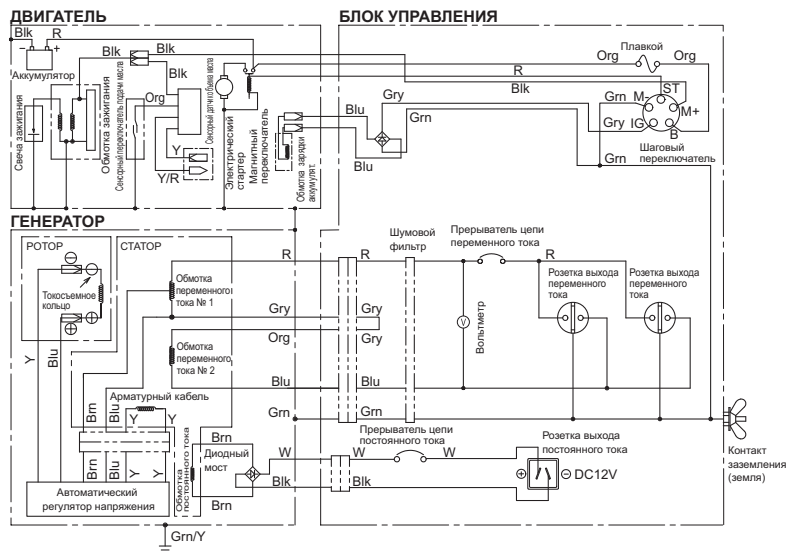 ДВИГАТЕЛЬ
БЛОК УПРАВЛЕНИЯ
Blk
R
Blk
Blk
Blk
− +
Аккумулятор
Org
Свеча зажигания
Обмотка зажигания
Сенсорный переключатель подачи масла
Сенсорный датчик объема масла
Y
Y/R
Электрический
стартер
Магнитный
переключатель
Обмотка зарядки
аккумулят.
Blu
Blu
Gry
Grn
Плавкой
Org
Org
R
Blk
Grn
M-
ST
M+
Gry
IG
B
Шаговый
переключатель
Grn
ГЕНЕРАТОР
РОТОР
СТАТОР
Токосъемное
кольцо
Обмотка
переменного
тока № 1
Обмотка
переменного
тока № 2
R
Gry
Org
Blu
Grn
R
Gry
Gry
Blu
Grn
Шумовой
фильтр
Прерыватель цепи
переменного тока
R
V
Вольтметр
Розетка выхода
переменного
тока
Розетка выхода
переменного
тока
Y
Blu
Арматурный кабель
Brn
Blu
Y
Y
Brn
Blu
Y
Y
Автоматический
регулятор напряжения
Обмотка
постоянного тока
Brn
Диодный
мост
Brn
W
Blk
W
Blk
Прерыватель цепи
постоянного тока
W
Розетка выхода
постоянного тока
+
− DC12V
Контакт
заземления
(земля)
Grn/Y